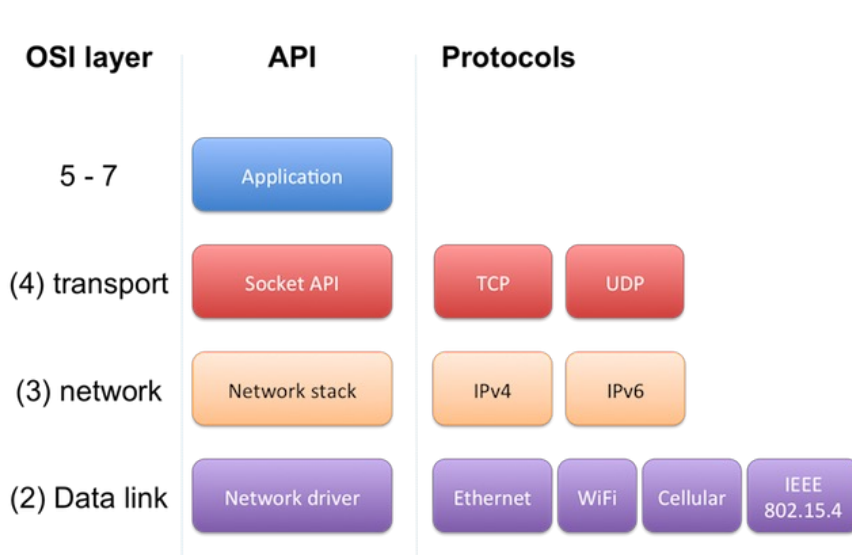 OSI layer API Protocols
5 - 7 Application
(4) transport Socket API TCP UDP
(3) network Network stack IPv4 IPv6
(2) Data link Network driver Ethernet WiFi Cellular IEEE
802.15.4